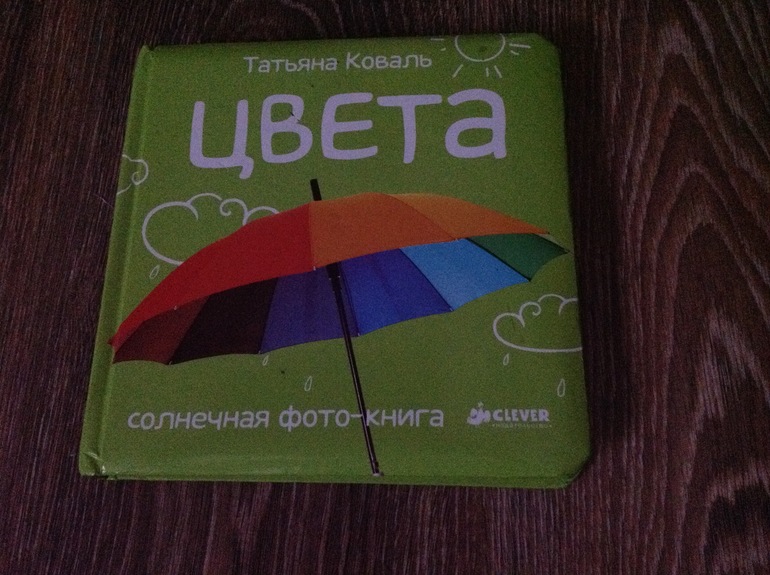 Татьяна Коваль
цвета
солнечная фото-книга
CLEVER